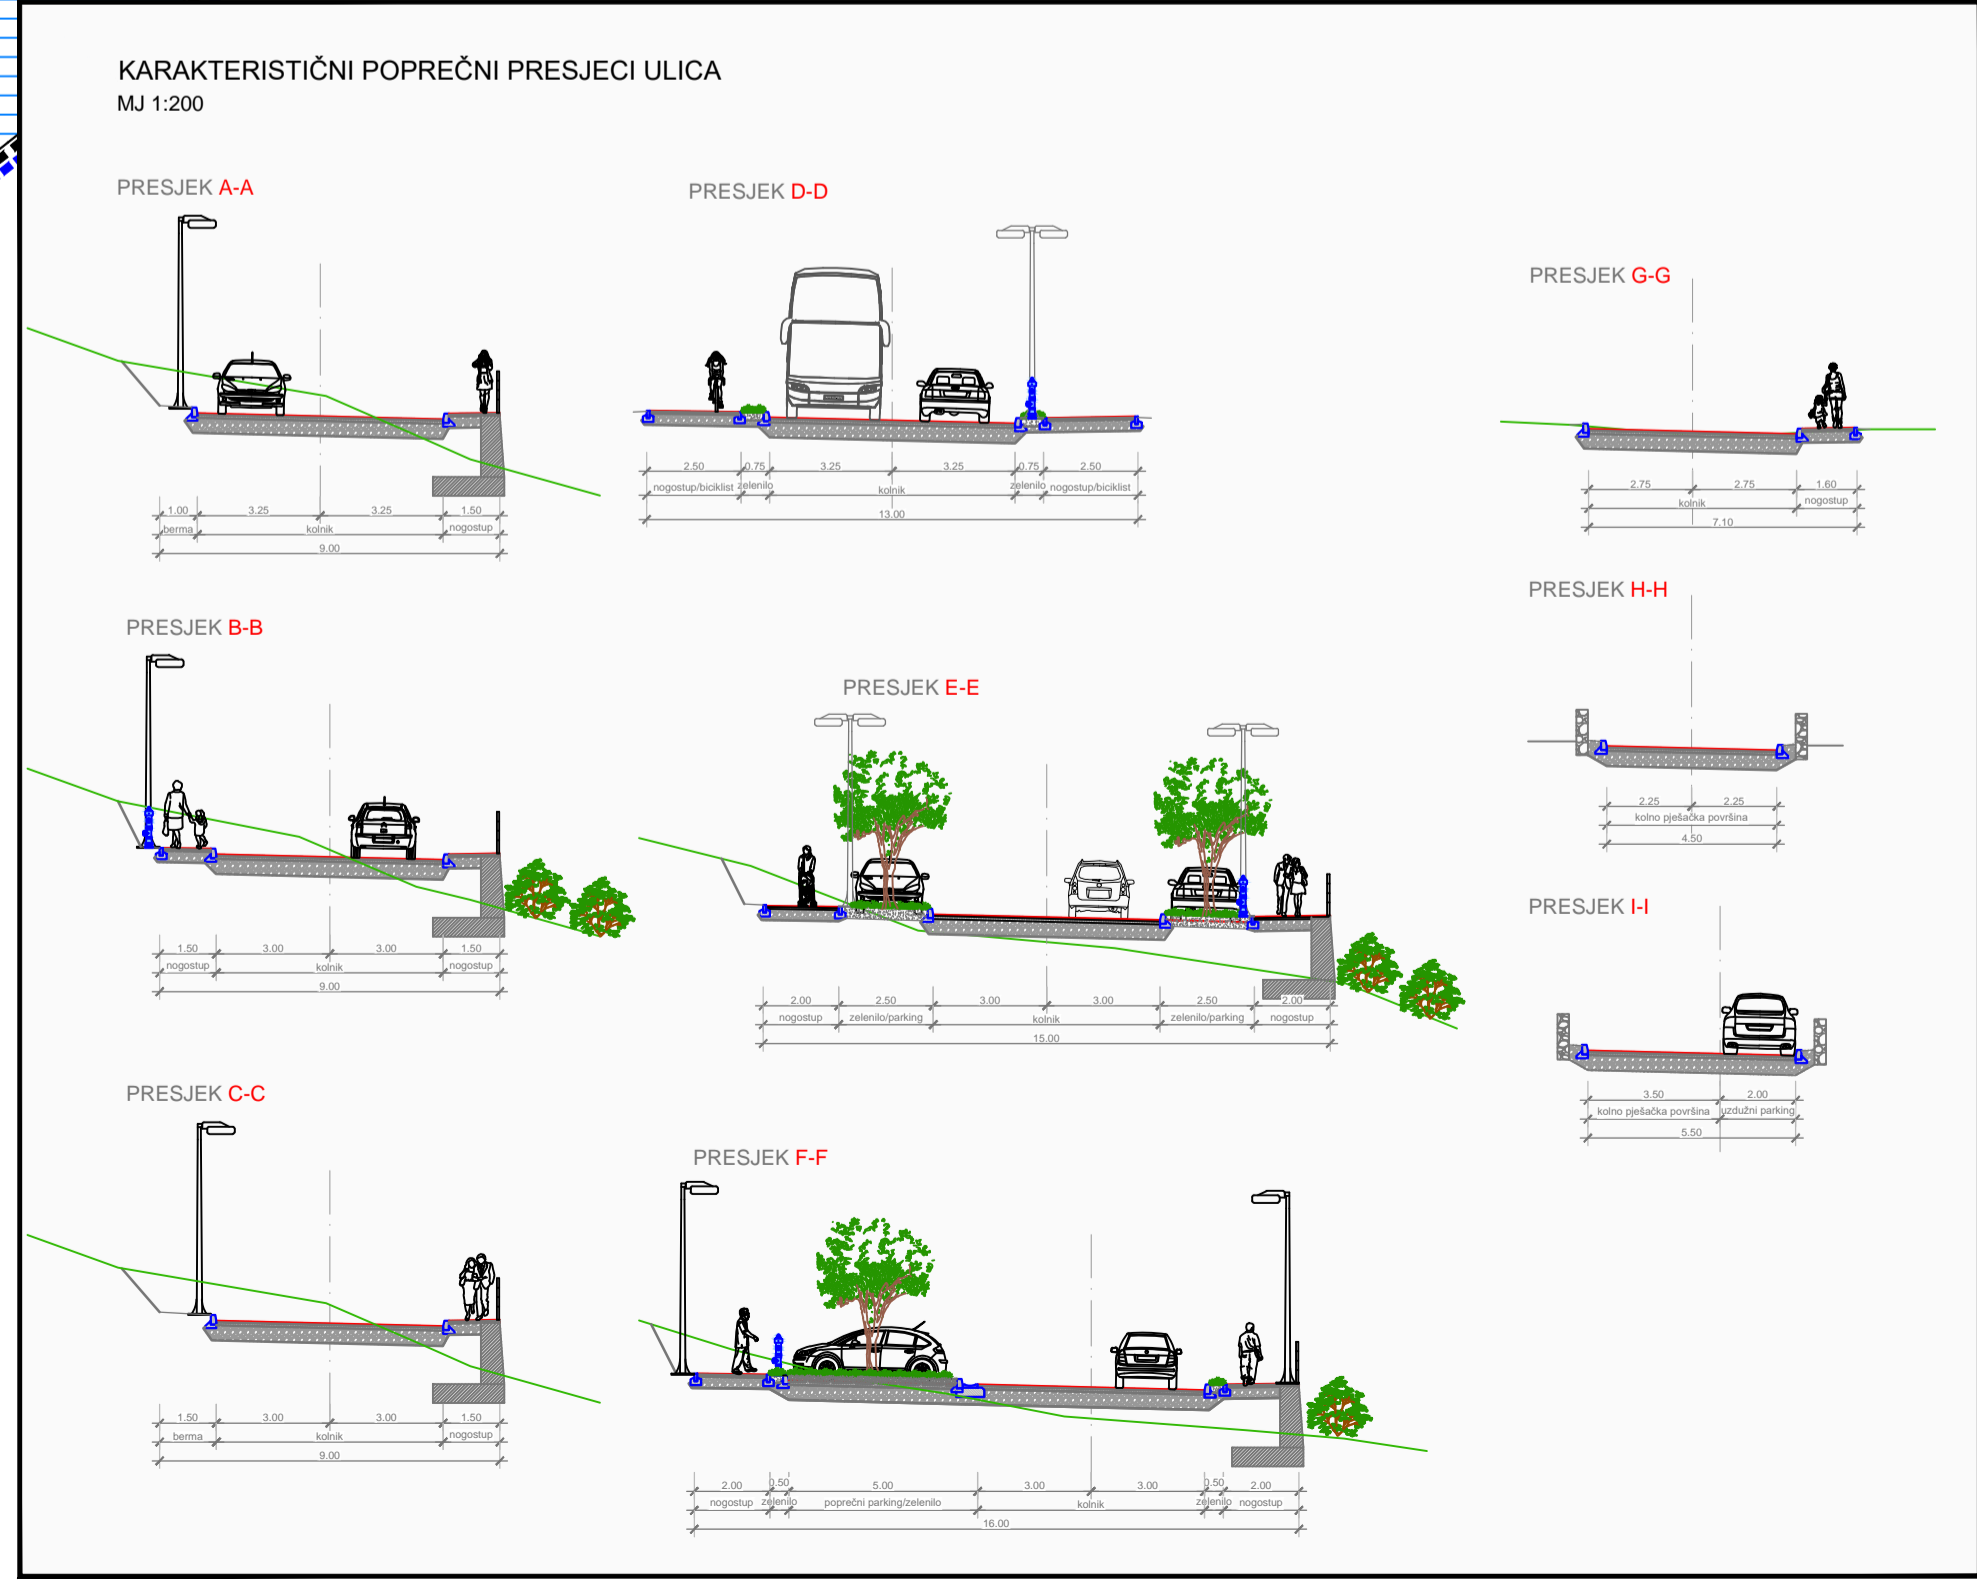 KARAKTERISTIČNI POPREČNI PRESJECI ULICA
MJ 1:200
PRESJEK A-A
1.00 3.25 3.25 1.50
berma kolnik nogostup
9.00
PRESJEK B-B
1.50 3.00 3.00 1.50
nogostup kolnik nogostup
9.00
PRESJEK C-C
1.50 3.00 3.00 1.50
berma kolnik nogostup
9.00
PRESJEK D-D
2.50 0.75 3.25 3.25 0.75 2.50
nogostup/biciklist zelenilo kolnik zelenilo nogostup/biciklist
13.00
PRESJEK E-E
2.00 2.50 3.00 3.00 2.50 2.00
nogostup zelenilo/parking kolnik zelenilo/parking nogostup
15.00
PRESJEK F-F
2.00 0.50 5.00 3.00 3.00 0.50 2.00
nogostup zelenilo poprečni parking/zelenilo kolnik zelenilo nogostup
16.00
PRESJEK G-G
2.75 2.75 1.60
kolnik nogostup
7.10
PRESJEK H-H
2.25 2.25
kolno pješačka površina
4.50
PRESJEK I-I
3.50 2.00
kolno pješačka površina uzdužni parking
5.50